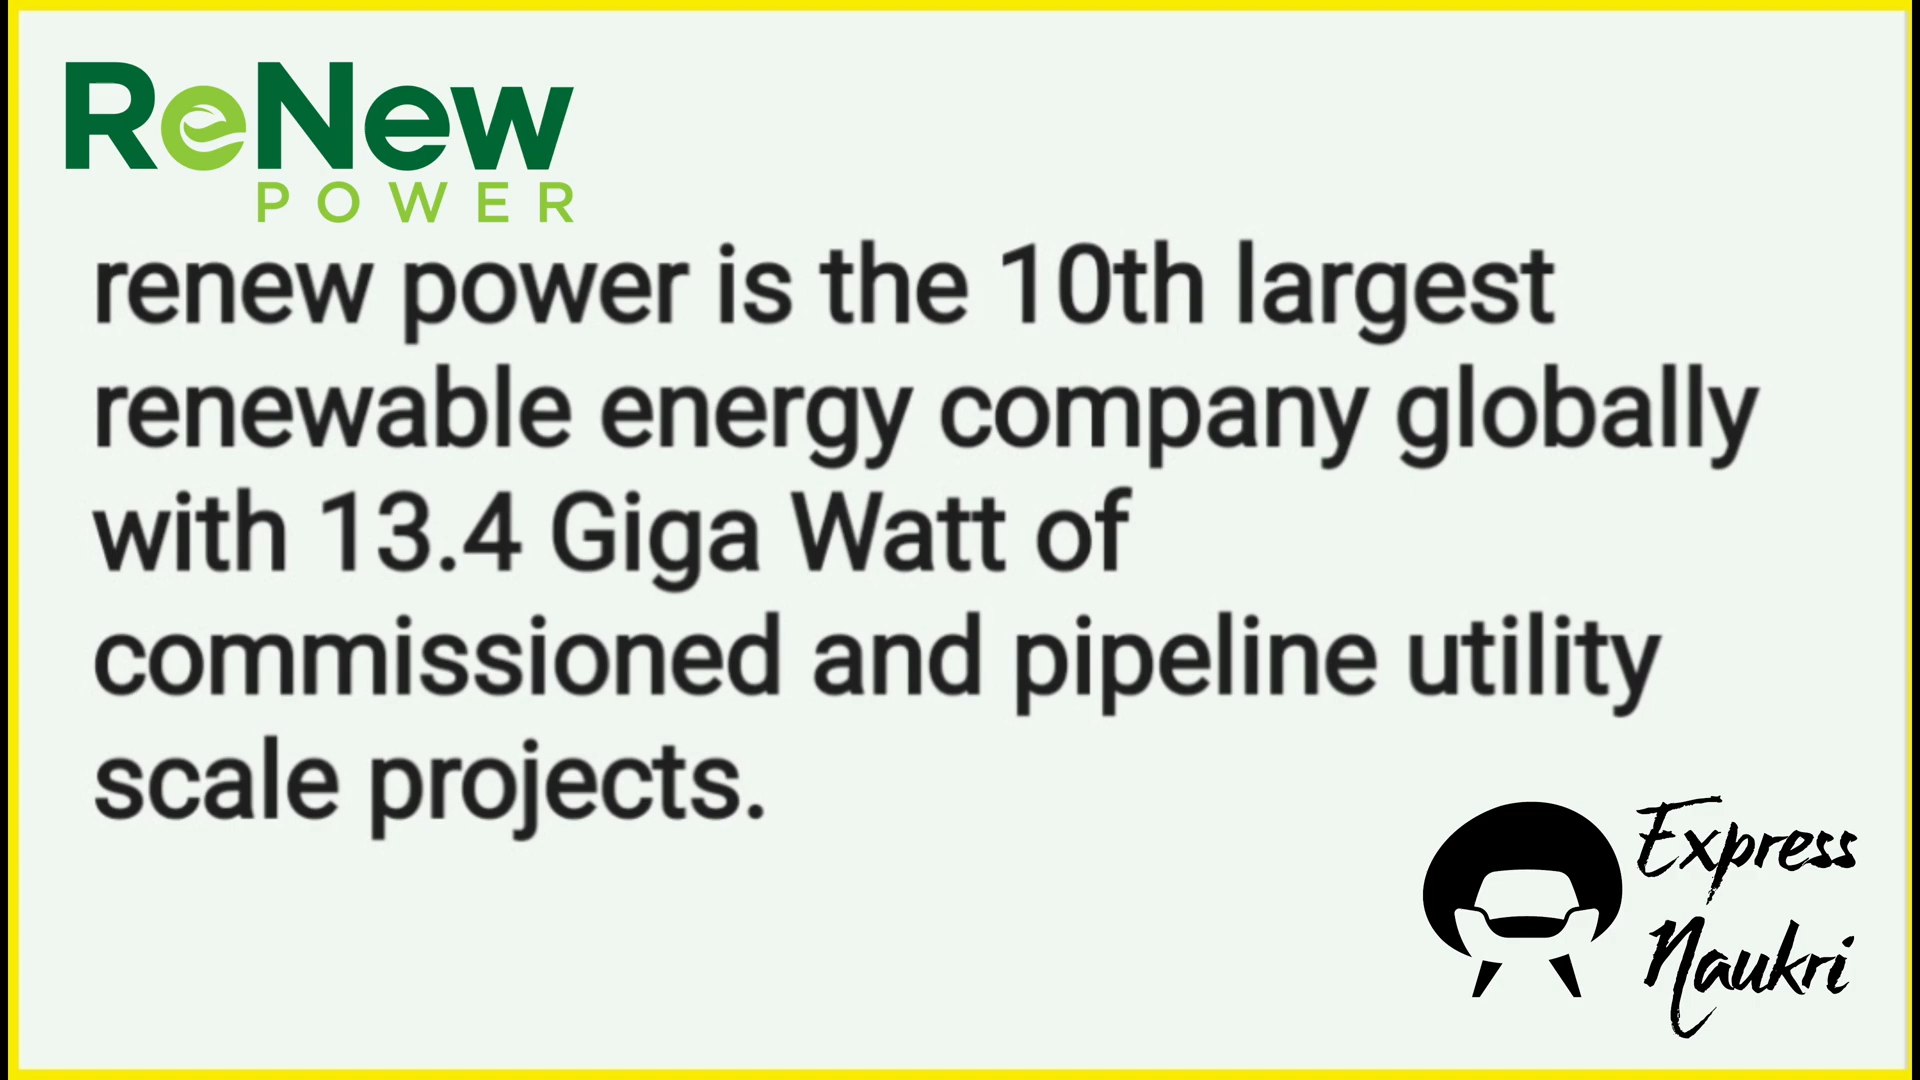 ReNew
POWER
renew power is the 10th largest
renewable energy company globally
with 13.4 Giga Watt of
commissioned and pipeline utility
scale projects.
Express
Naukri